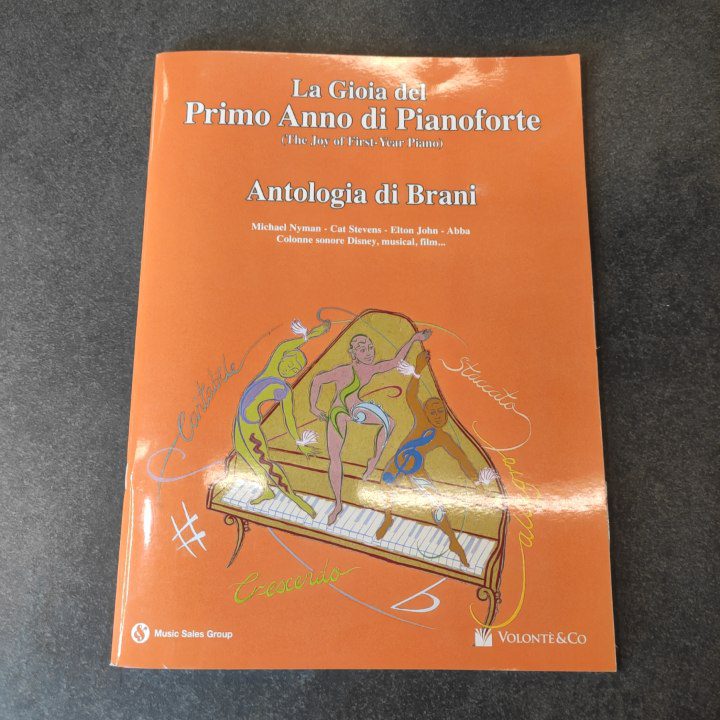 La Gioia del
Primo Anno di Pianoforte
(The Joy of First-Year Piano)
Antologia di Brani
Michael Nyman - Cat Stevens - Elton John - Abba
Colonne sonore Disney, musical, film...
Cantabile
staccato
#
Crescendo
b
Music Sales Group
VOLONTÈ & CO